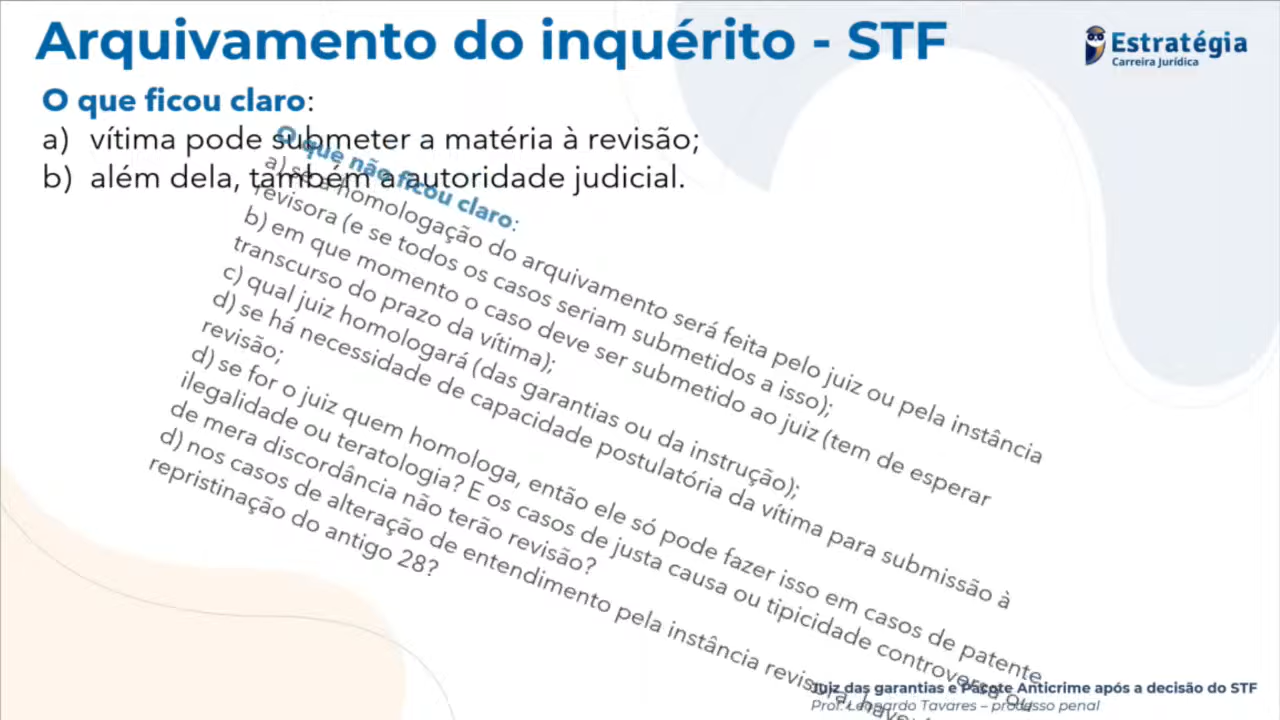 Arquivamento do inquérito - STF
Estratégia
Carreira Jurídica
O que ficou claro:
a) vítima pode submeter a matéria à revisão;
b) além dela, também a autoridade judicial.
O que não ficou claro:
a) se a homologação do arquivamento será feita pelo juiz ou pela instância
revisora (e se todos os casos seriam submetidos a isso);
b) em que momento o caso deve ser submetido ao juiz (tem de esperar
transcurso do prazo da vítima);
c) qual juiz homologará (das garantias ou da instrução);
d) se há necessidade de capacidade postulatória da vítima para submissão à
revisão;
d) se for o juiz quem homologa, então ele só pode fazer isso em casos de patente
ilegalidade ou teratologia? E os casos de justa causa ou tipicidade controversa ou
de mera discordância não terão revisão?
d) nos casos de alteração de entendimento pela instância revisora,
repristinação do antigo 28?
Juiz das garantias e Pacote Anticrime após a decisão do STF
Prof. Leonardo Tavares – processo penal